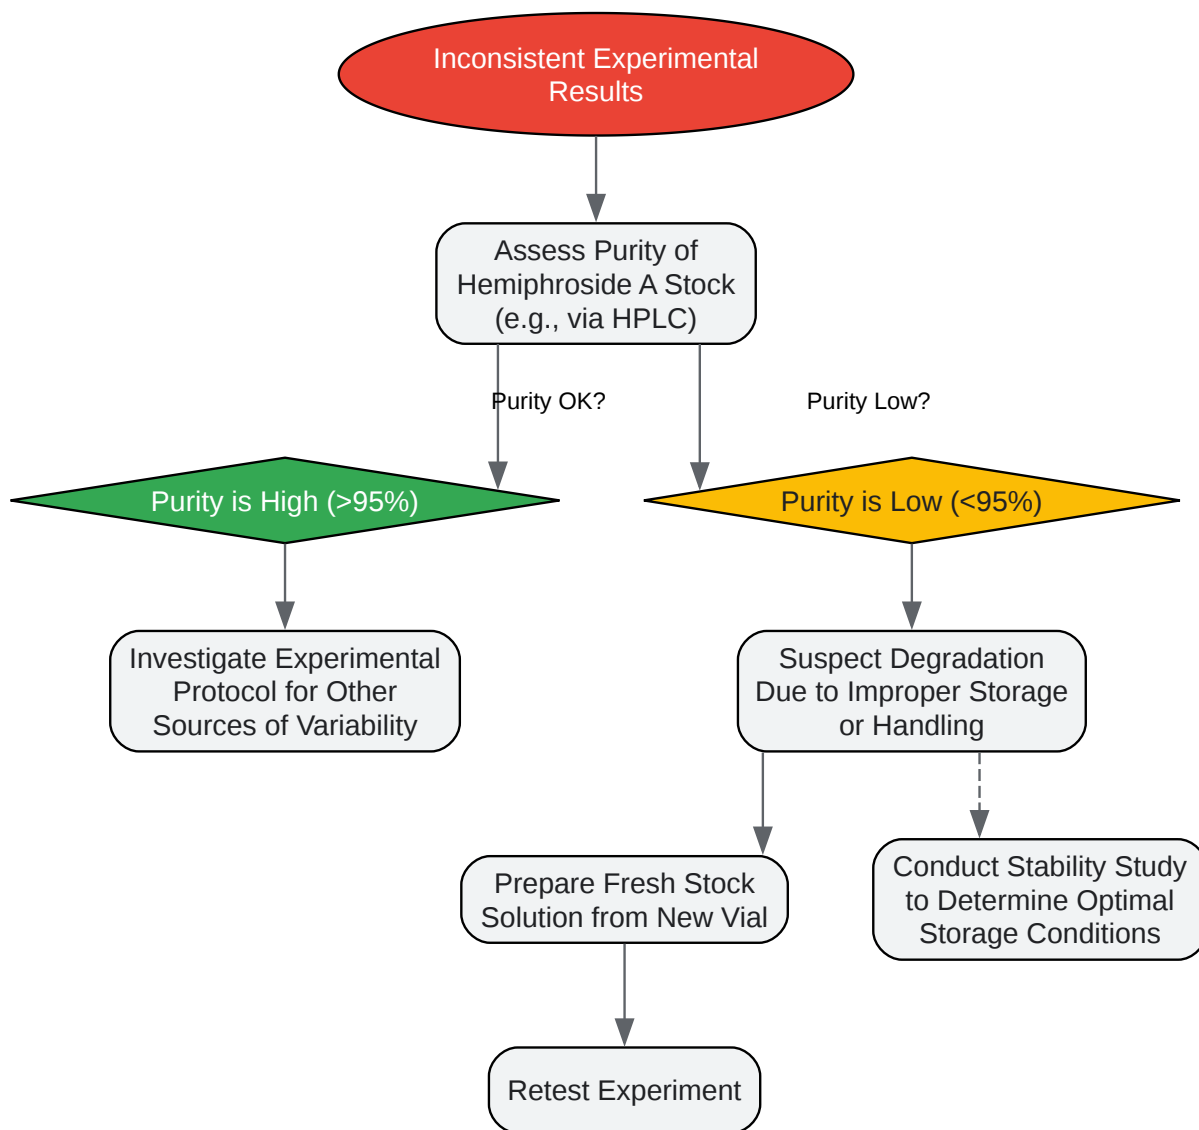 Inconsistent Experimental
Results
Assess Purity of
Hemiphroside A Stock
(e.g., via HPLC)
Purity OK?
Purity Low?
Purity is High (>95%)
Purity is Low (<95%)
Investigate Experimental
Protocol for Other
Sources of Variability
Suspect Degradation
Due to Improper Storage
or Handling
Prepare Fresh Stock
Solution from New Vial
Conduct Stability Study
to Determine Optimal
Storage Conditions
Retest Experiment